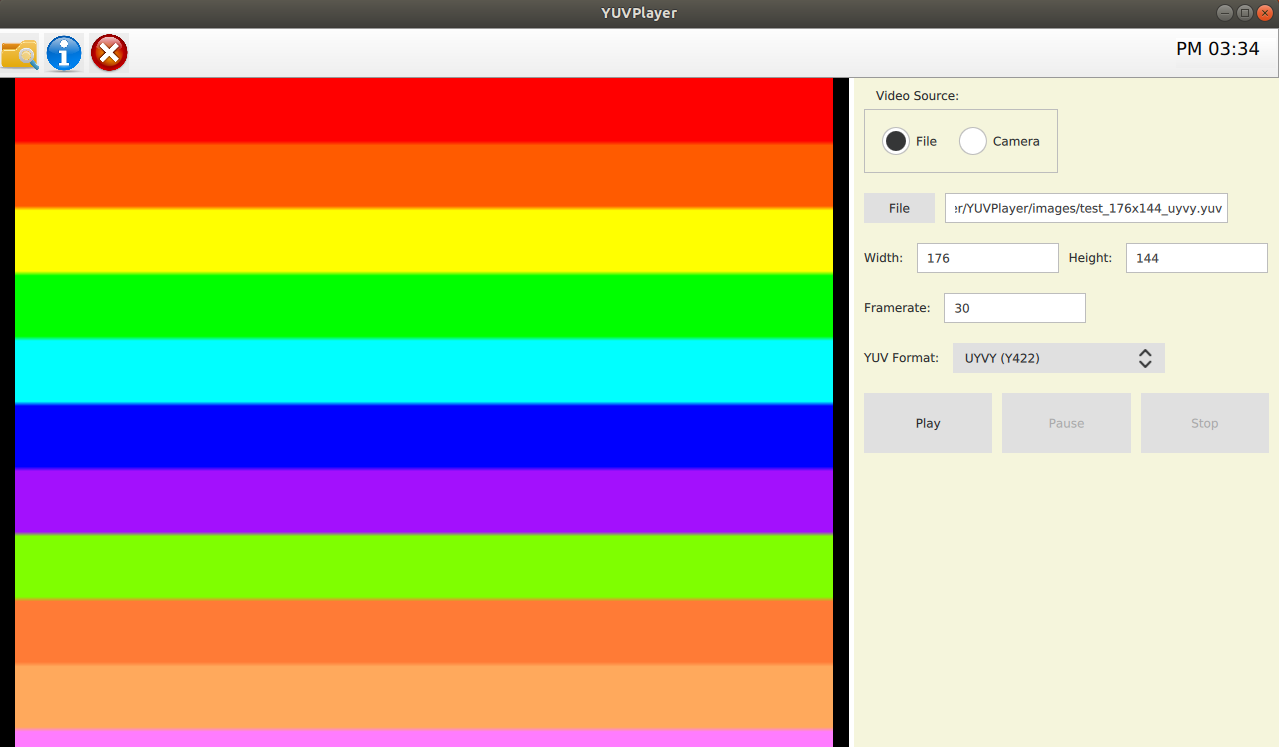 YUVPlayer
PM 03:34
Video Source:
File Camera
File er/YUVPlayer/images/test_176x144_uyvy.yuv
Width: 176 Height: 144
Framerate: 30
YUV Format: UYVY (Y422)
Play Pause Stop